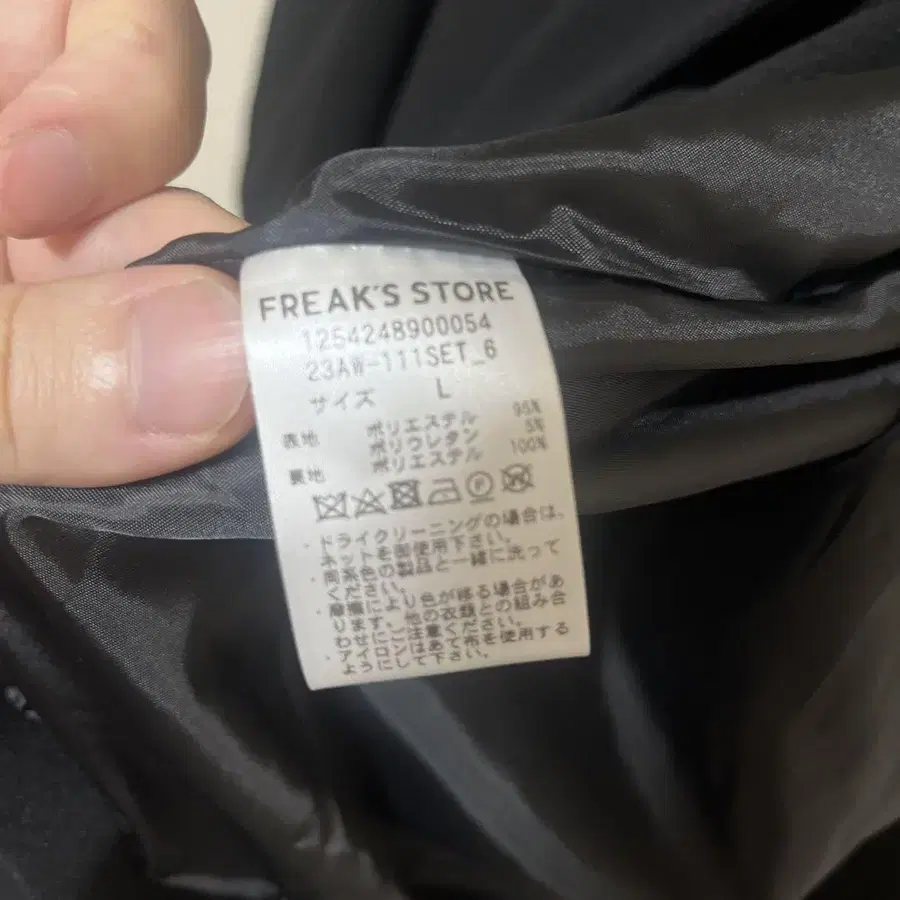 FREAK'S STORE
1254248900054
23AW-111SET_6
サイズ L
表地 ポリエステル 95%
ポリウレタン 5%
裏地 ポリエステル 100%
・ドライクリーニングの場合は、
ネットを御使用下さい。
・同系色の製品と一緒に洗って
ください。
・摩擦により色が移る場合があ
ります。他の衣類との組み合
わせにご注意ください。
・アイロンはあて布を使用する
ようにして下さい。